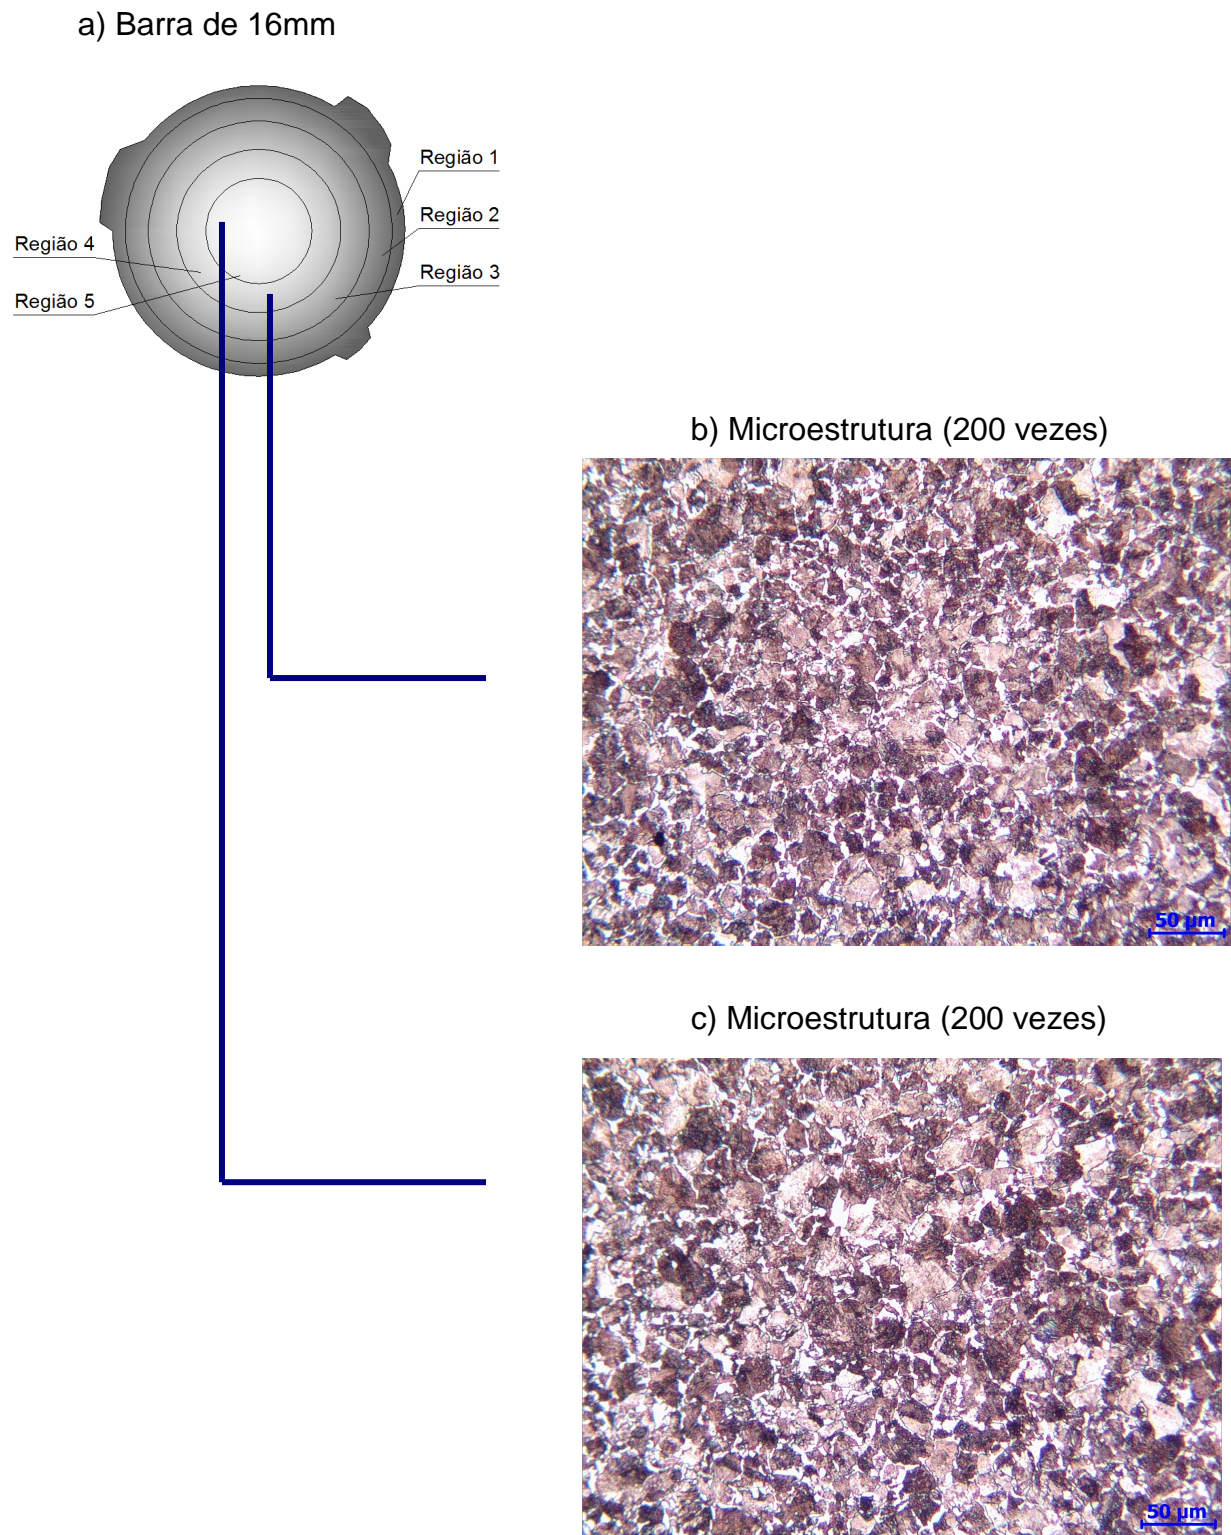 a) Barra de 16mm
Região 1
Região 2
Região 4
Região 3
Região 5
b) Microestrutura (200 vezes)
50 µm
c) Microestrutura (200 vezes)
50 µm